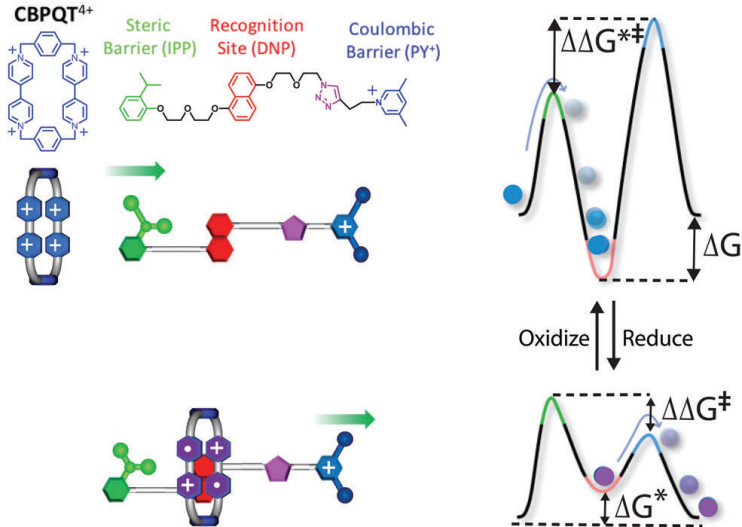 CBPQT4+
Steric
Barrier (IPP)
Recognition
Site (DNP)
Coulombic
Barrier (PY+)
N+
+N
N+
+N
O
O
O
O
O
N
N=N
N
+
+ +
+ +
+
ΔΔG*‡
ΔG
Oxidize
Reduce
• +
+ •
+
ΔΔG‡
ΔG*